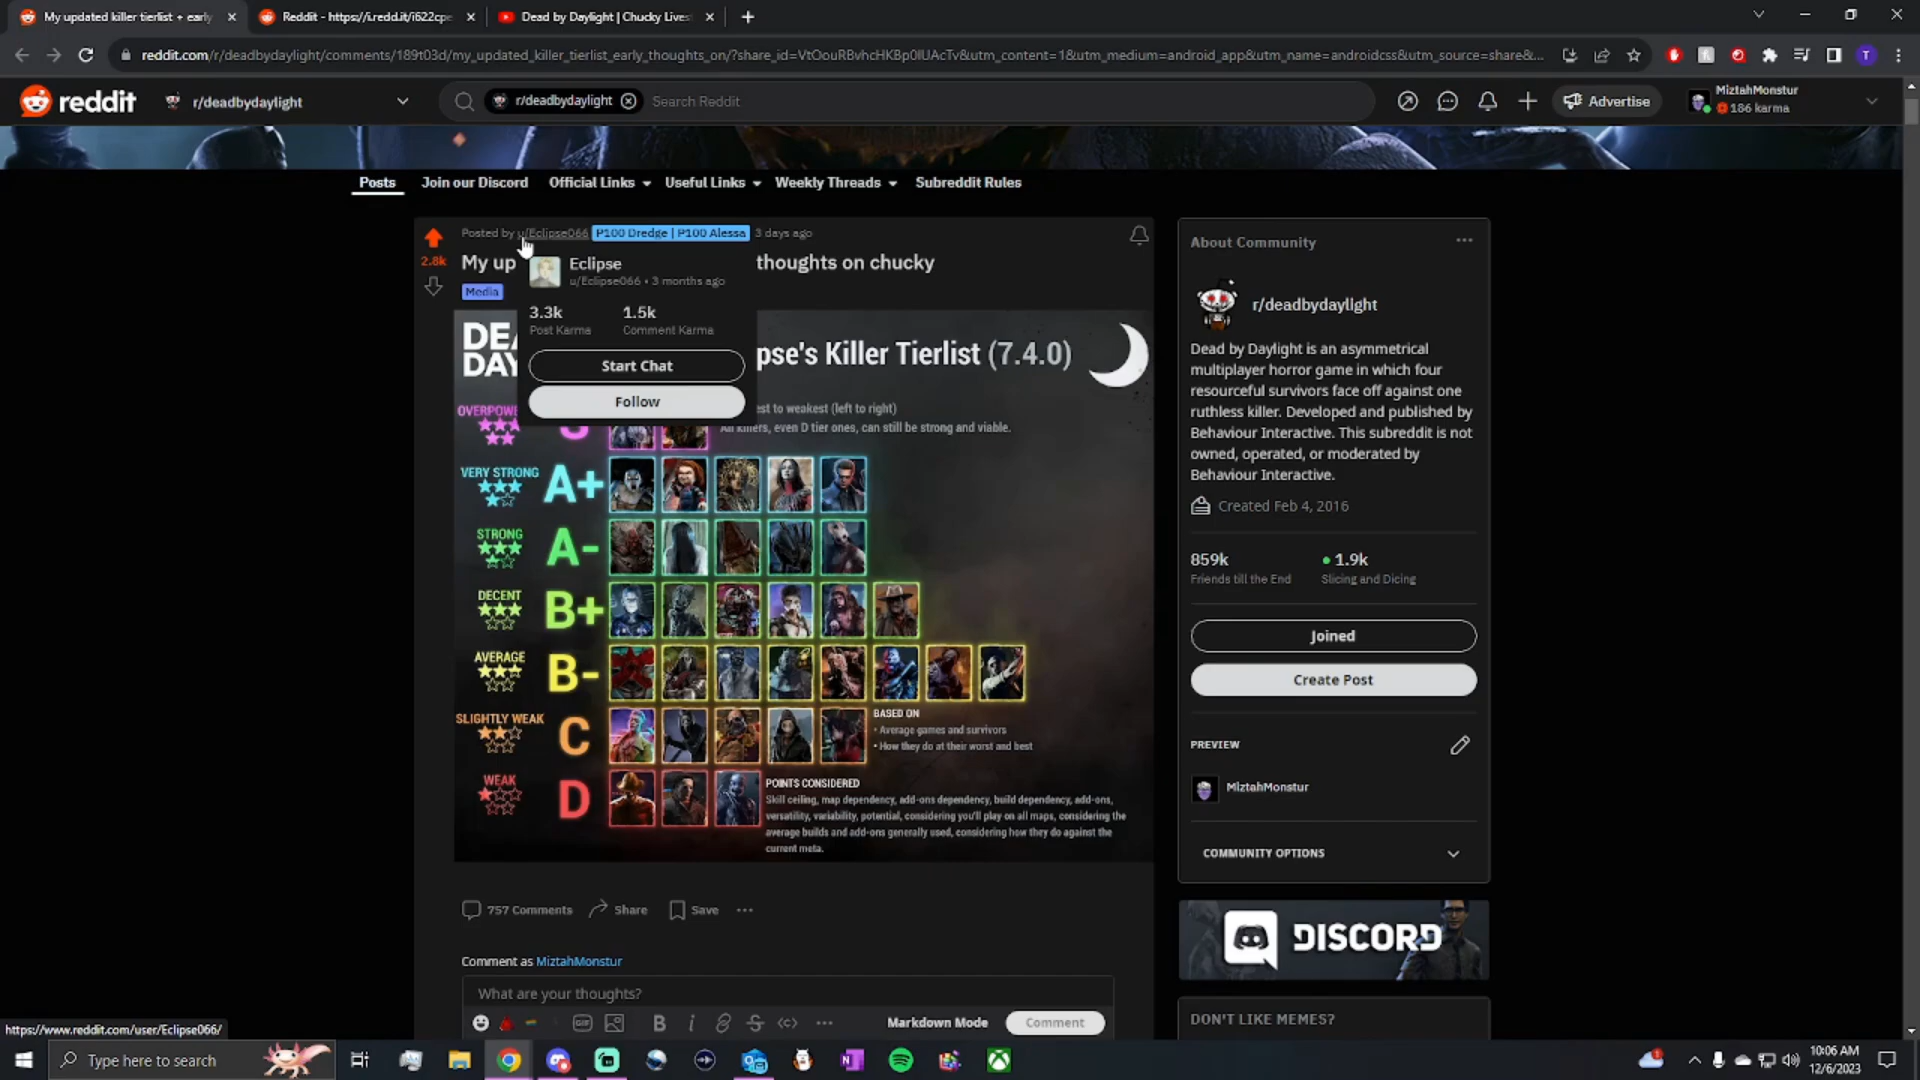 My updated killer tierlist + early
Reddit - https://i.redd.it/i622cpe
Dead by Daylight | Chucky Lives
reddit.com/r/deadbydaylight/comments/189t03d/my_updated_killer_tierlist_early_thoughts_on/?share_id=VtOouRBvhcHKBp0lUAcTv&utm_content=1&utm_medium=android_app&utm_name=androidcss&utm_source=share&...
T
reddit
r/deadbydaylight
r/deadbydaylight
Search Reddit
Advertise
MiztahMonstur
186 karma
Posts
Join our Discord
Official Links
Useful Links
Weekly Threads
Subreddit Rules
Posted by u/Eclipse066
P100 Dredge | P100 Alessa
3 days ago
2.8k
My up
thoughts on chucky
Media
Eclipse
u/Eclipse066 • 3 months ago
3.3k
Post Karma
1.5k
Comment Karma
Start Chat
Follow
DEA
DAY
pse's Killer Tierlist (7.4.0)
est to weakest (left to right)
All killers, even D tier ones, can still be strong and viable.
OVERPOWE
S
VERY STRONG
A+
STRONG
A-
DECENT
B+
AVERAGE
B-
SLIGHTLY WEAK
C
BASED ON
• Average games and survivors
• How they do at their worst and best
WEAK
D
POINTS CONSIDERED
Skill ceiling, map dependency, add-ons dependency, build dependency, add-ons,
versatility, variability, potential, considering you'll play on all maps, considering the
average builds and add-ons generally used, considering how they do against the
current meta.
757 Comments
Share
Save
Comment as MiztahMonstur
What are your thoughts?
GIF
B
i
Markdown Mode
Comment
About Community
r/deadbydaylight
Dead by Daylight is an asymmetrical
multiplayer horror game in which four
resourceful survivors face off against one
ruthless killer. Developed and published by
Behaviour Interactive. This subreddit is not
owned, operated, or moderated by
Behaviour Interactive.
Created Feb 4, 2016
859k
Friends till the End
1.9k
Slicing and Dicing
Joined
Create Post
PREVIEW
MiztahMonstur
COMMUNITY OPTIONS
DISCORD
DON'T LIKE MEMES?
https://www.reddit.com/user/Eclipse066/
Type here to search
10:06 AM
12/6/2023